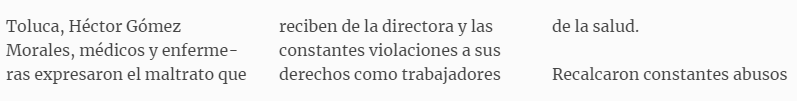 Toluca, Héctor Gómez
Morales, médicos y enferme-
ras expresaron el maltrato que
reciben de la directora y las
constantes violaciones a sus
derechos como trabajadores
de la salud.
Recalcaron constantes abusos